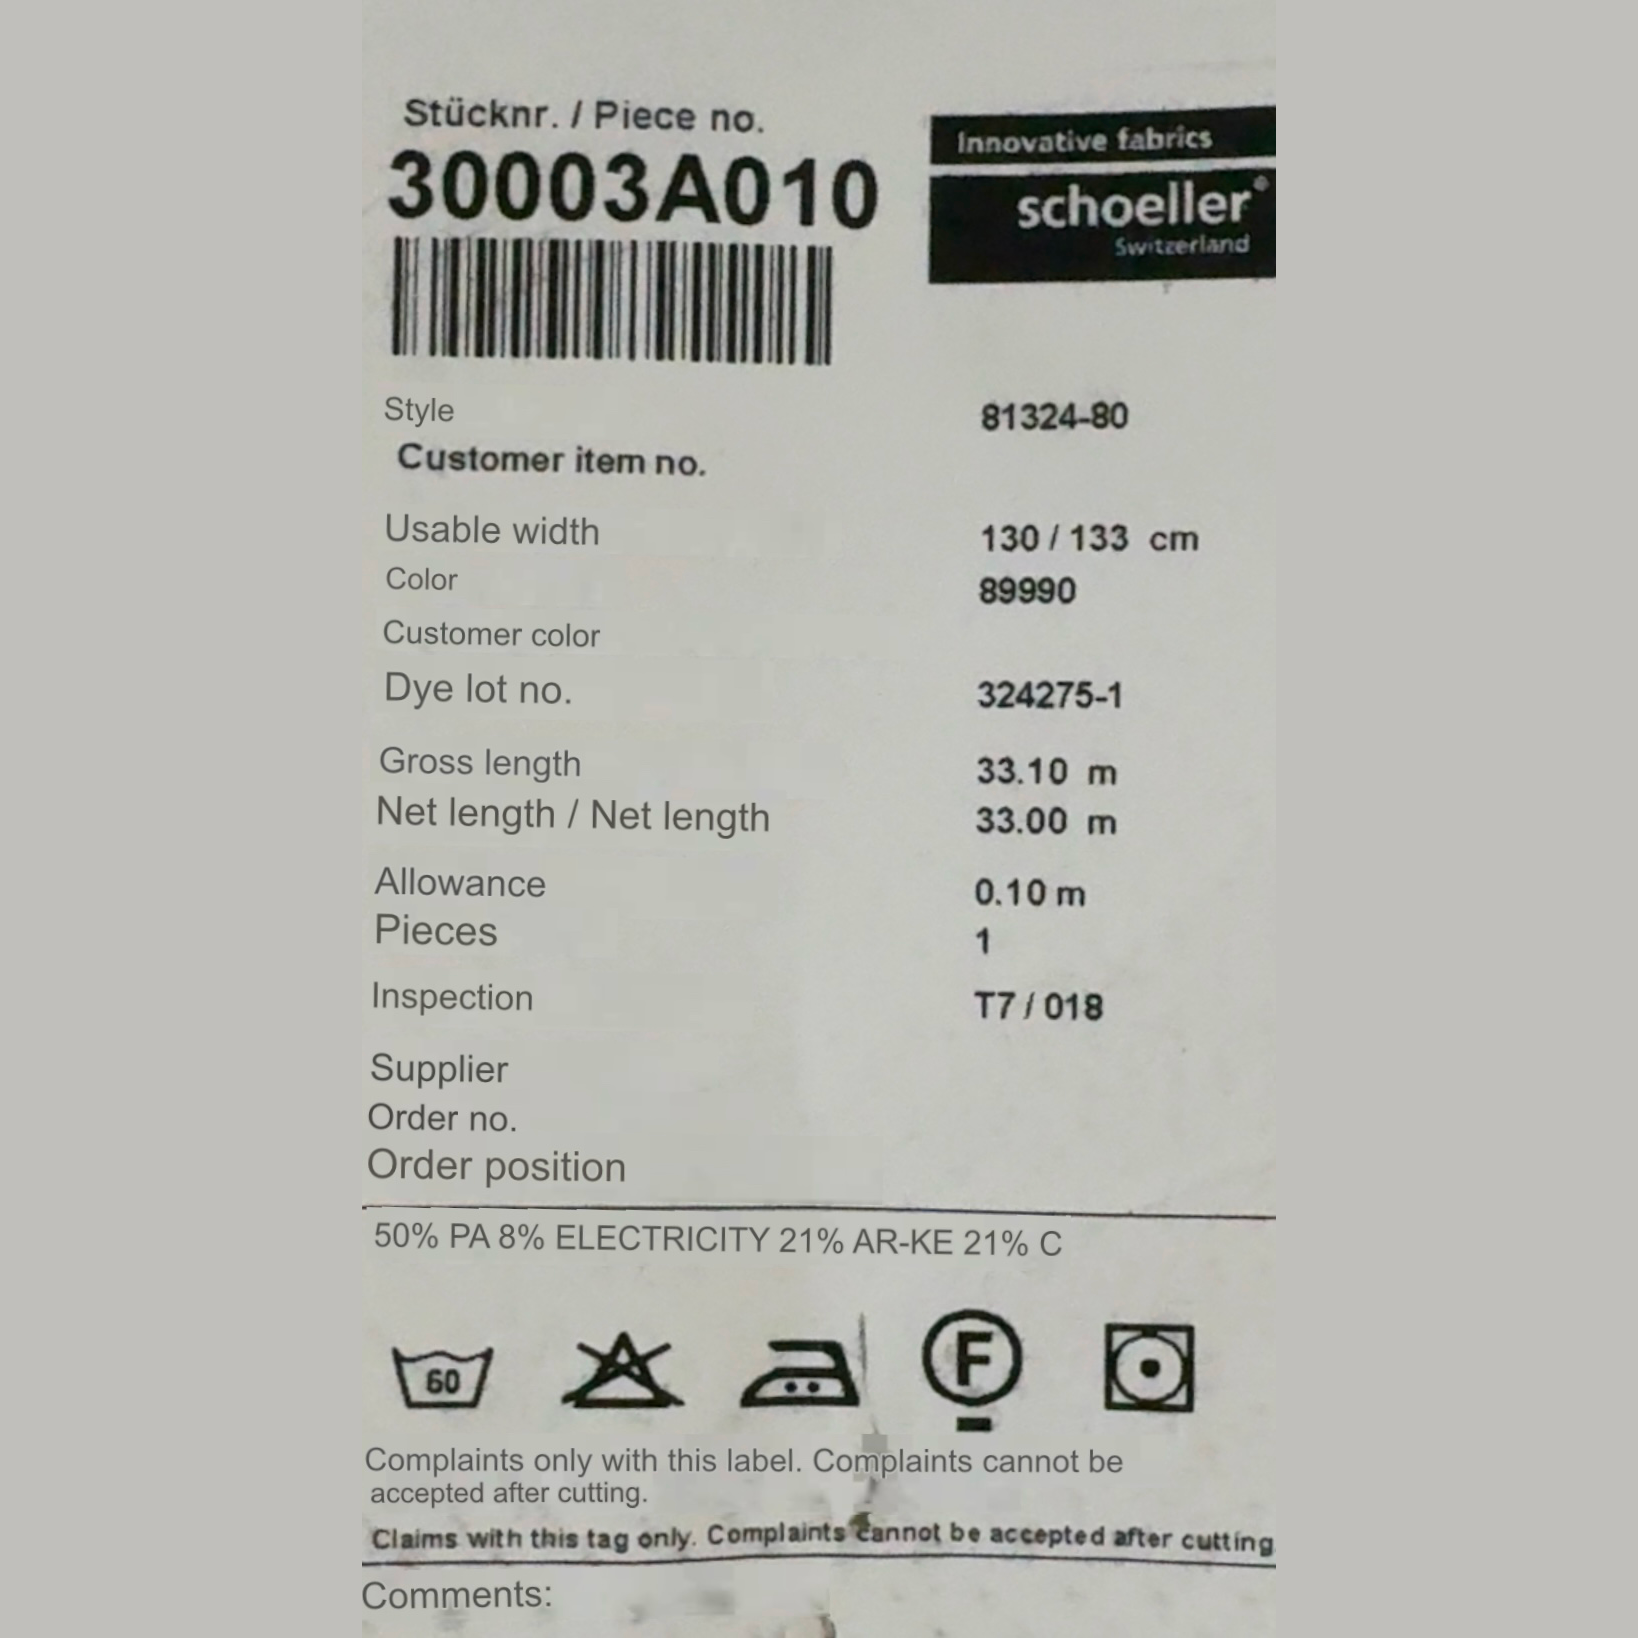 Stücknr. / Piece no.
30003A010
Innovative fabrics
schoeller®
Switzerland
Style 81324-80
Customer item no.
Usable width 130 / 133 cm
Color 89990
Customer color
Dye lot no. 324275-1
Gross length 33.10 m
Net length / Net length 33.00 m
Allowance 0.10 m
Pieces 1
Inspection T7 / 018
Supplier
Order no.
Order position
50% PA 8% ELECTRICITY 21% AR-KE 21% C
60
F
Complaints only with this label. Complaints cannot be
accepted after cutting.
Claims with this tag only. Complaints cannot be accepted after cutting
Comments: